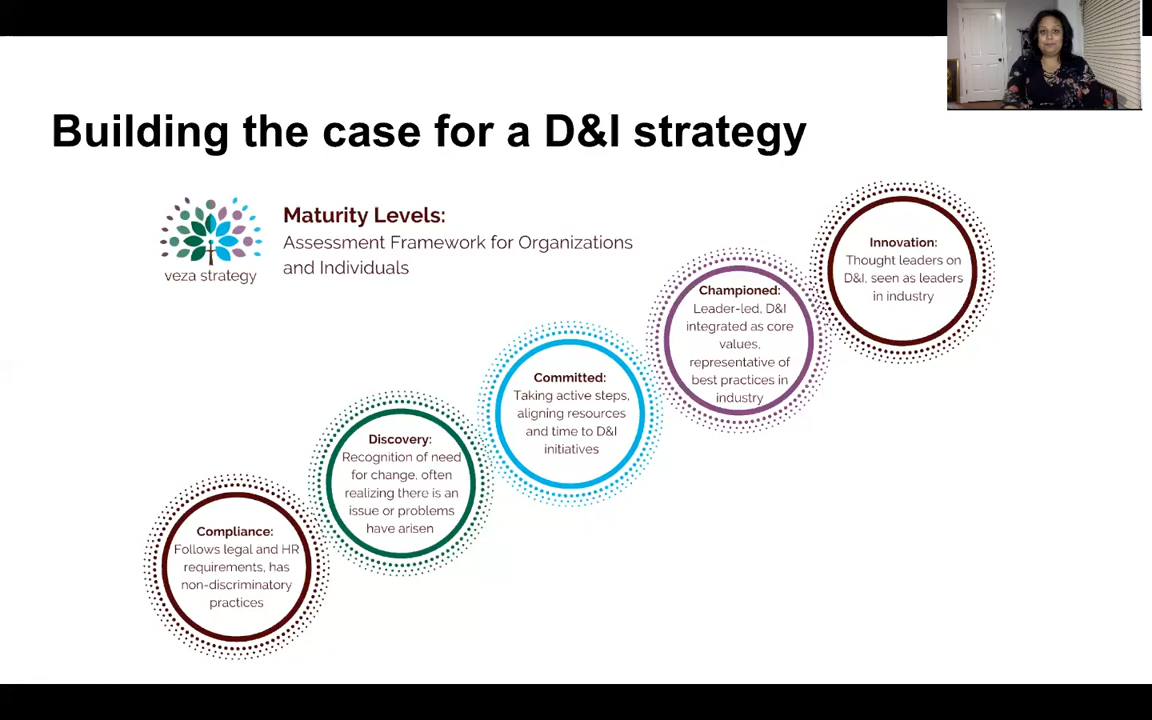 Building the case for a D&I strategy
veza strategy
Maturity Levels:
Assessment Framework for Organizations
and Individuals
Compliance:
Follows legal and HR
requirements, has
non-discriminatory
practices
Discovery:
Recognition of need
for change, often
realizing there is an
issue or problems
have arisen
Committed:
Taking active steps,
aligning resources
and time to D&I
initiatives
Championed:
Leader-led, D&I
integrated as core
values,
representative of
best practices in
industry
Innovation:
Thought leaders on
D&I, seen as leaders
in industry